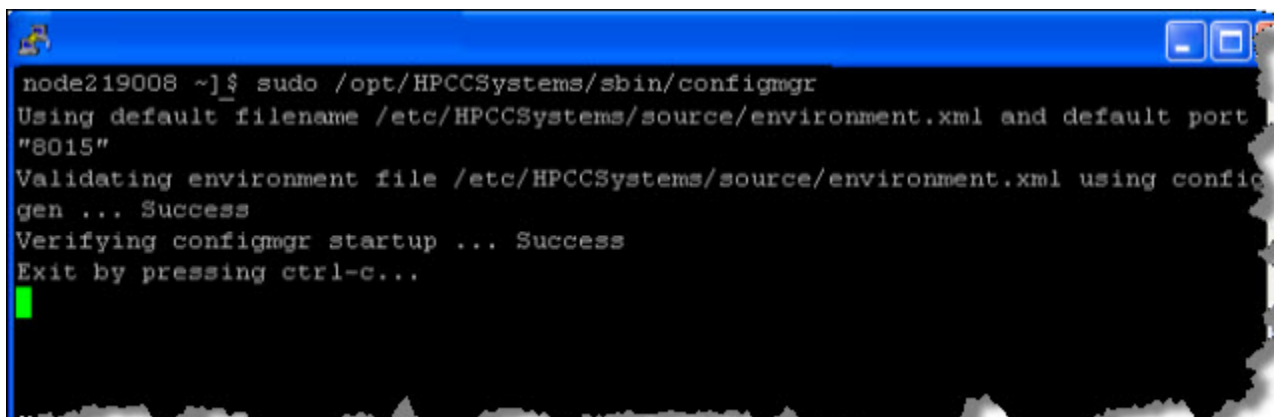 node219008 ~]$ sudo /opt/HPCCSystems/sbin/configmgr
Using default filename /etc/HPCCSystems/source/environment.xml and default port
"8015"
Validating environment file /etc/HPCCSystems/source/environment.xml using config
gen ... Success
Verifying configmgr startup ... Success
Exit by pressing ctrl-c...